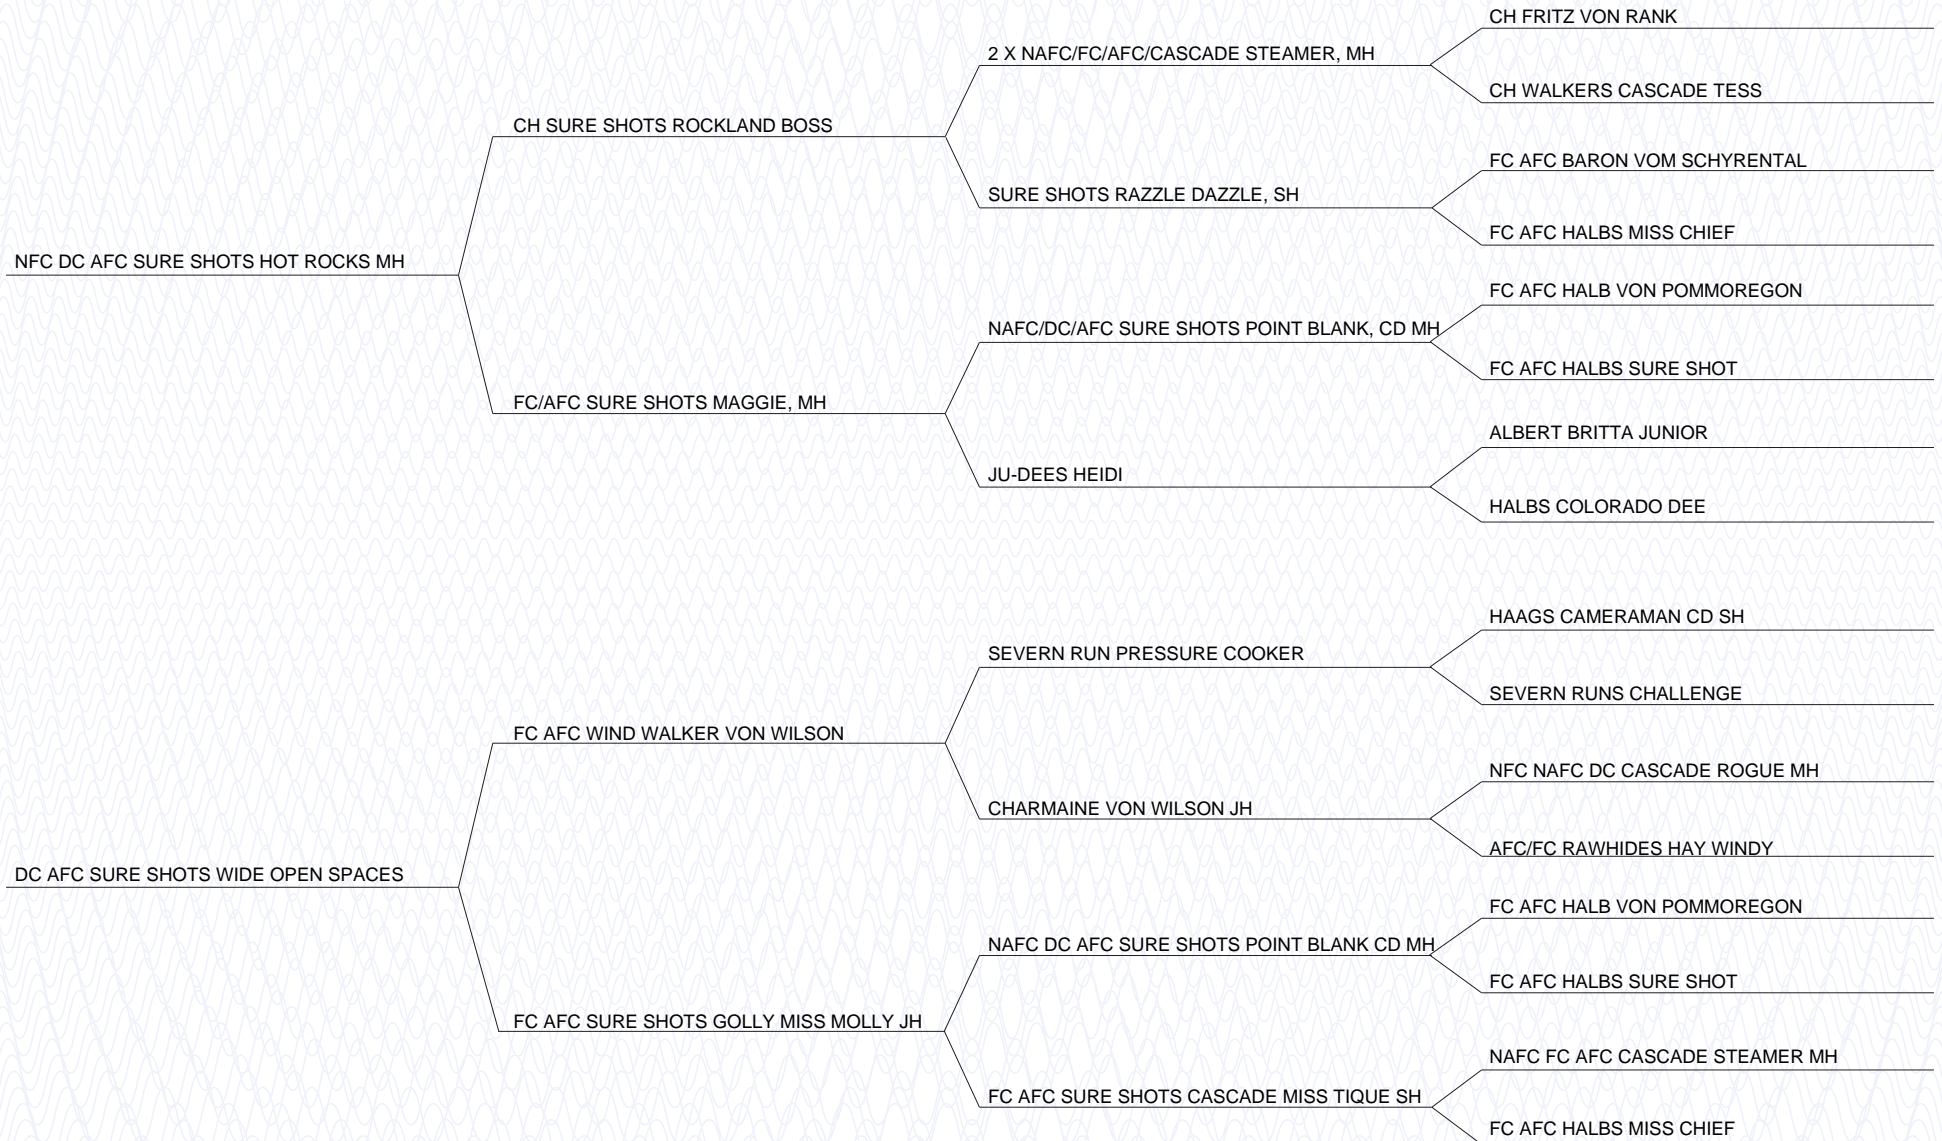 CH FRITZ VON RANK
2 X NAFC/FC/AFC/CASCADE STEAMER, MH
CH WALKERS CASCADE TESS
CH SURE SHOTS ROCKLAND BOSS
FC AFC BARON VOM SCHYRENTAL
SURE SHOTS RAZZLE DAZZLE, SH
FC AFC HALBS MISS CHIEF
NFC DC AFC SURE SHOTS HOT ROCKS MH
FC AFC HALB VON POMMOREGON
NAFC/DC/AFC SURE SHOTS POINT BLANK, CD MH
FC AFC HALBS SURE SHOT
FC/AFC SURE SHOTS MAGGIE, MH
ALBERT BRITTA JUNIOR
JU-DEES HEIDI
HALBS COLORADO DEE
HAAGS CAMERAMAN CD SH
SEVERN RUN PRESSURE COOKER
SEVERN RUNS CHALLENGE
FC AFC WIND WALKER VON WILSON
NFC NAFC DC CASCADE ROGUE MH
CHARMAINE VON WILSON JH
AFC/FC RAWHIDES HAY WINDY
DC AFC SURE SHOTS WIDE OPEN SPACES
FC AFC HALB VON POMMOREGON
NAFC DC AFC SURE SHOTS POINT BLANK CD MH
FC AFC HALBS SURE SHOT
FC AFC SURE SHOTS GOLLY MISS MOLLY JH
NAFC FC AFC CASCADE STEAMER MH
FC AFC SURE SHOTS CASCADE MISS TIQUE SH
FC AFC HALBS MISS CHIEF